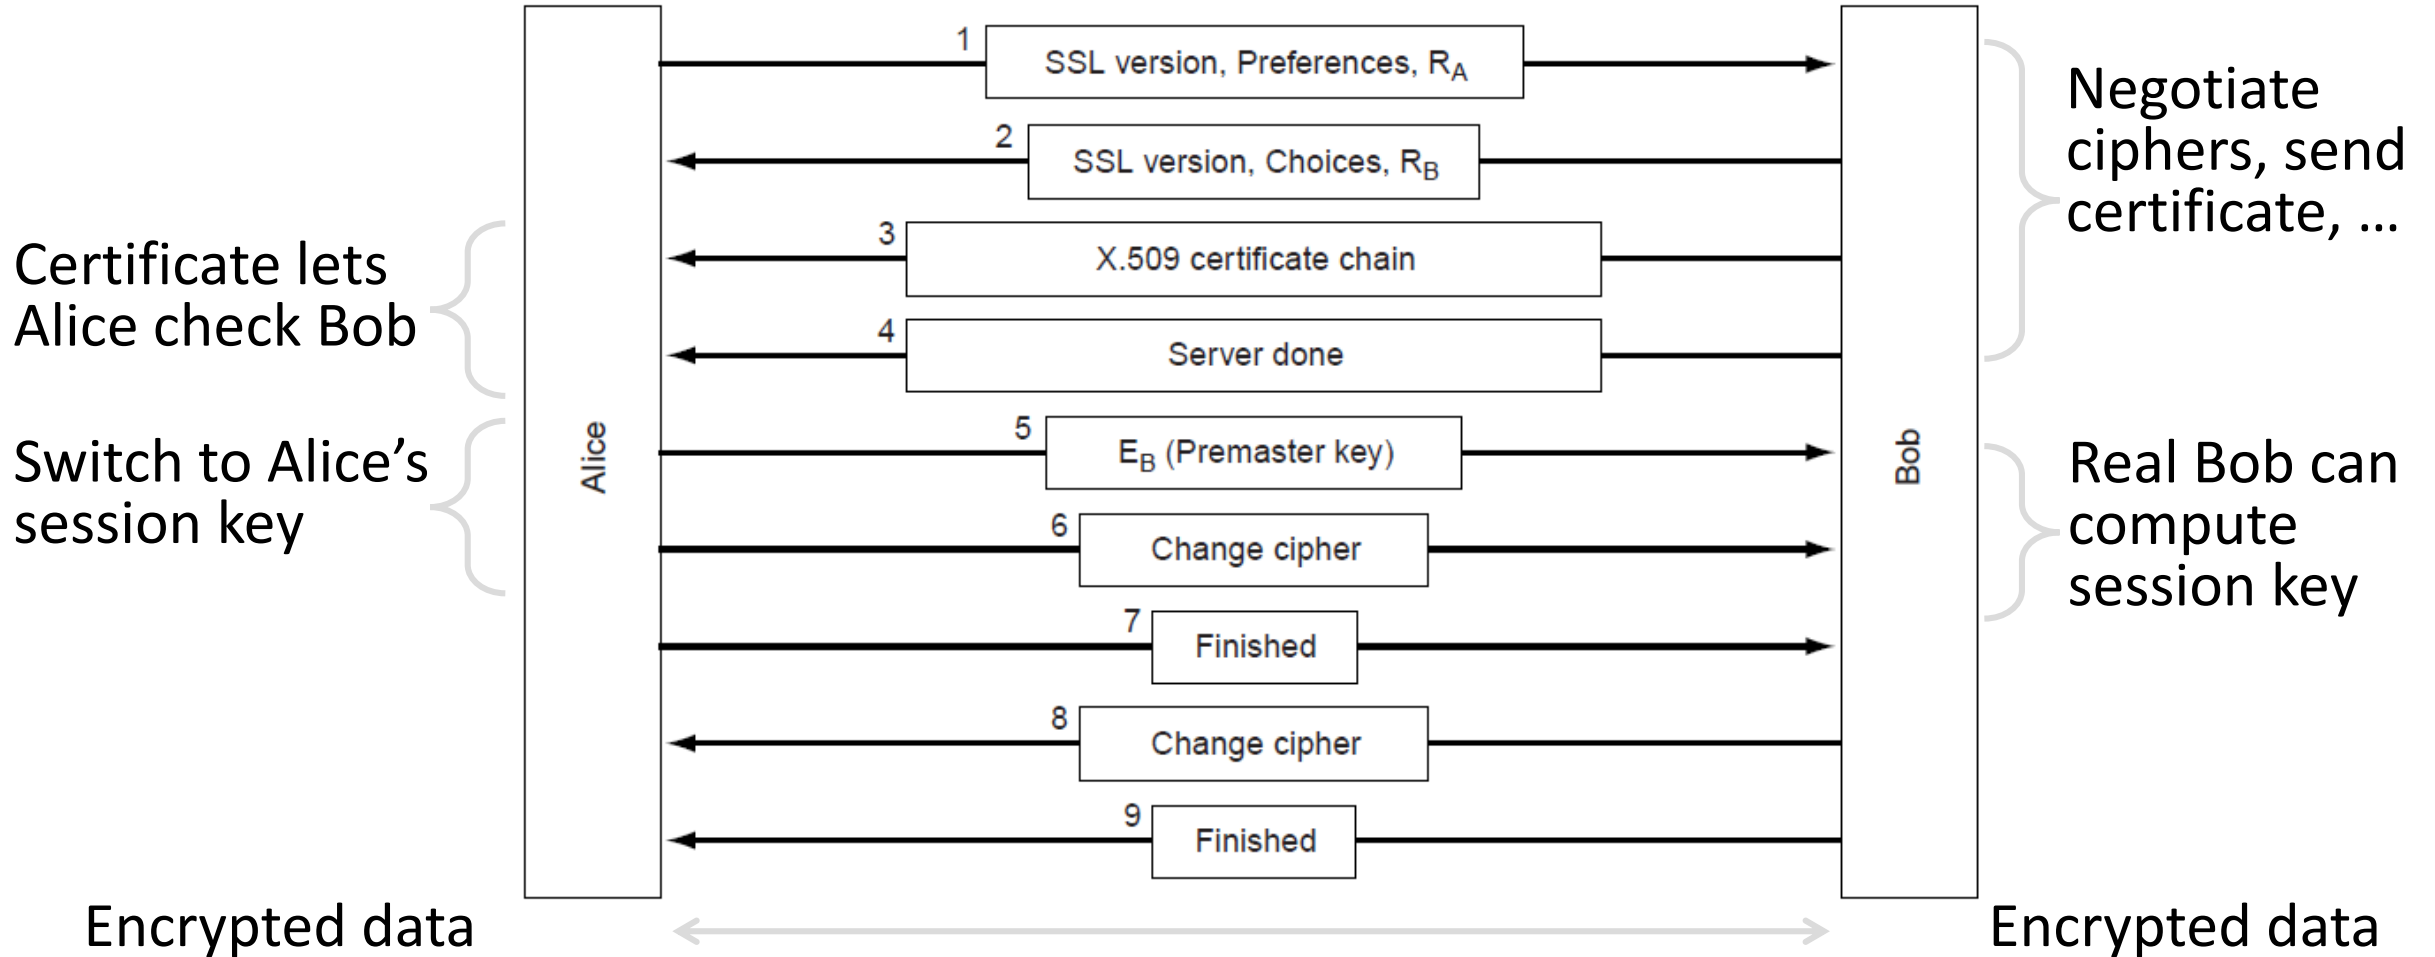 1
SSL version, Preferences, RA
2
SSL version, Choices, RB
3
X.509 certificate chain
4
Server done
5
EB (Premaster key)
6
Change cipher
7
Finished
8
Change cipher
9
Finished
Alice
Bob
Certificate lets
Alice check Bob
Switch to Alice’s
session key
Negotiate
ciphers, send
certificate, ...
Real Bob can
compute
session key
Encrypted data
Encrypted data